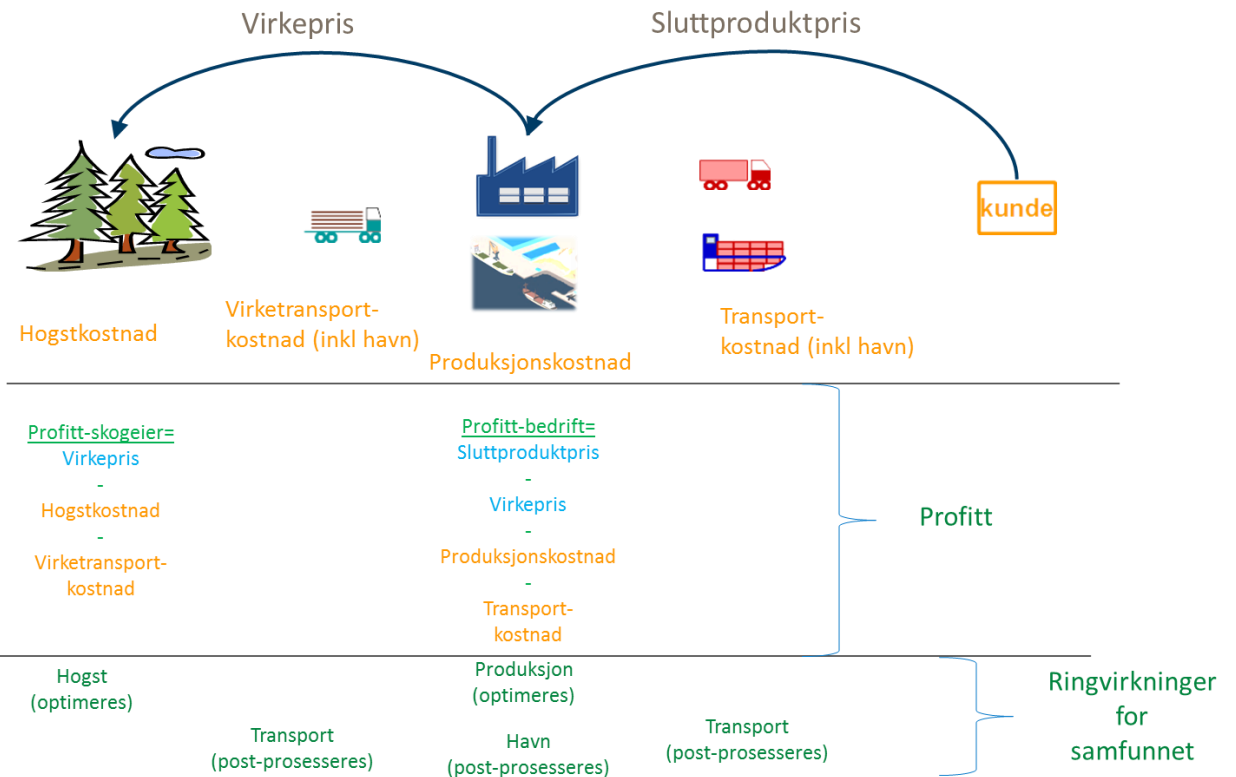 Virkepris
Sluttproduktpris
kunde
Hogstkostnad
Virketransport-
kostnad (inkl havn)
Produksjonskostnad
Transport-
kostnad (inkl havn)
Profitt-skogeier=
Virkepris
-
Hogstkostnad
-
Virketransport-
kostnad
Profitt-bedrift=
Sluttproduktpris
-
Virkepris
-
Produksjonskostnad
-
Transport-
kostnad
Profitt
Hogst
(optimeres)
Transport
(post-prosesseres)
Produksjon
(optimeres)
Havn
(post-prosesseres)
Transport
(post-prosesseres)
Ringvirkninger
for
samfunnet